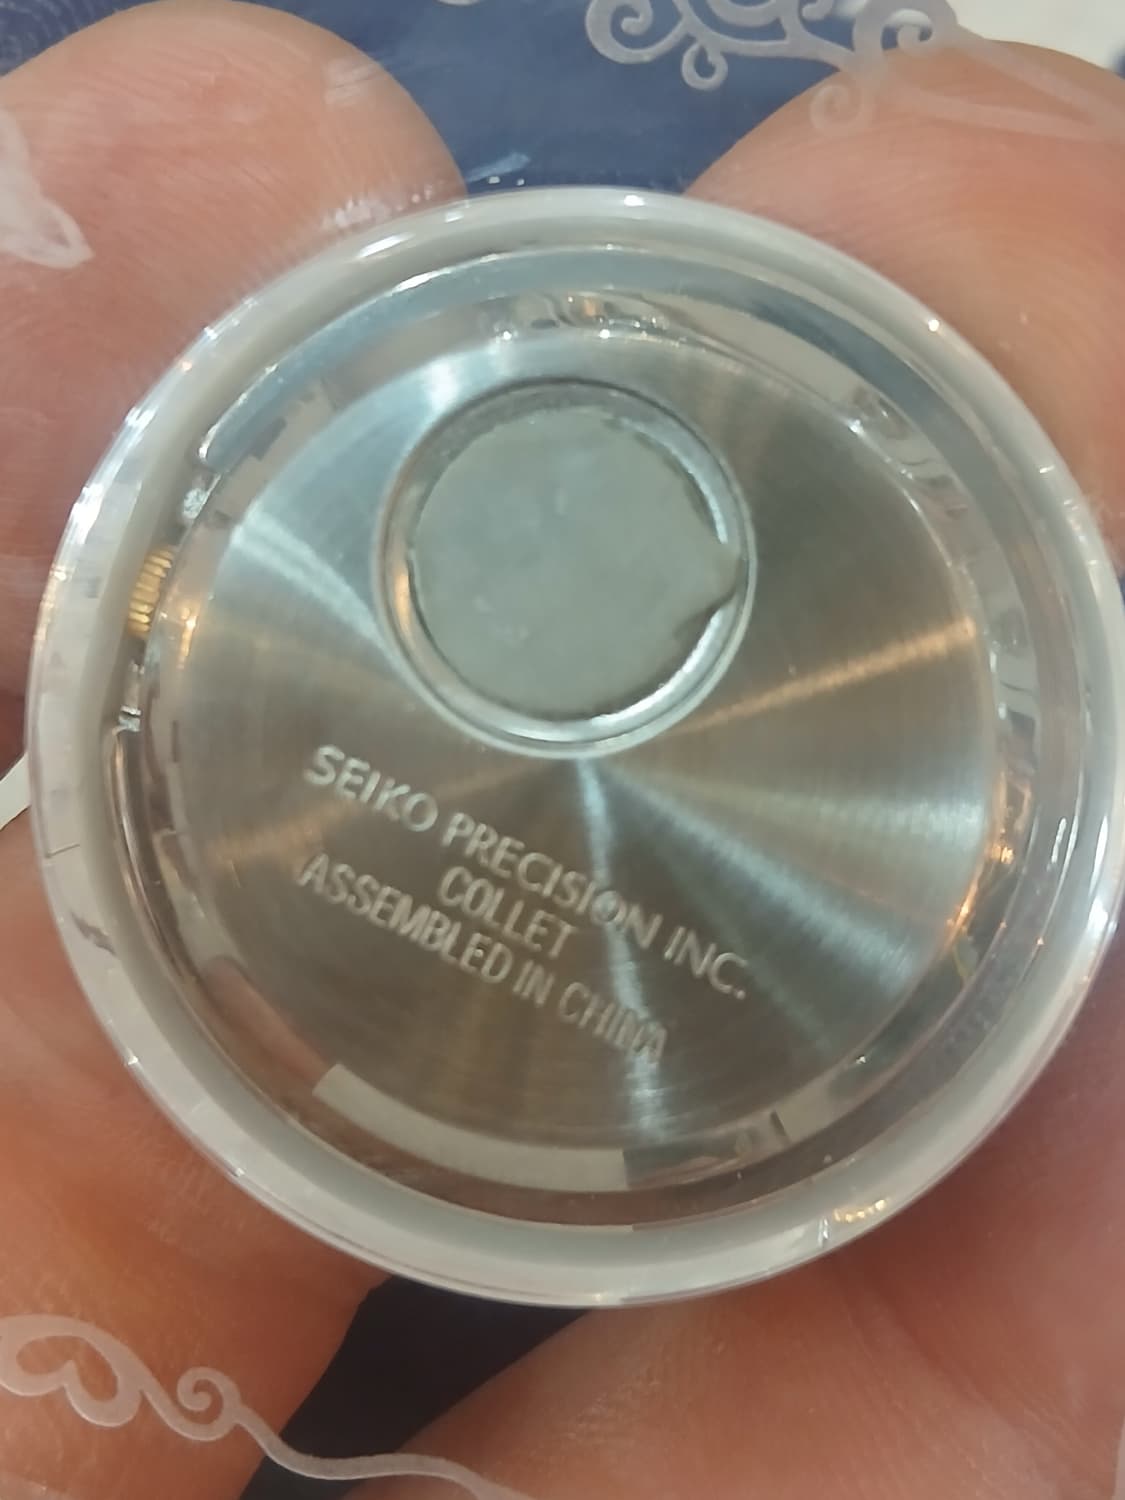 SEIKO PRECISION INC.
COLLET
ASSEMBLED IN CHINA